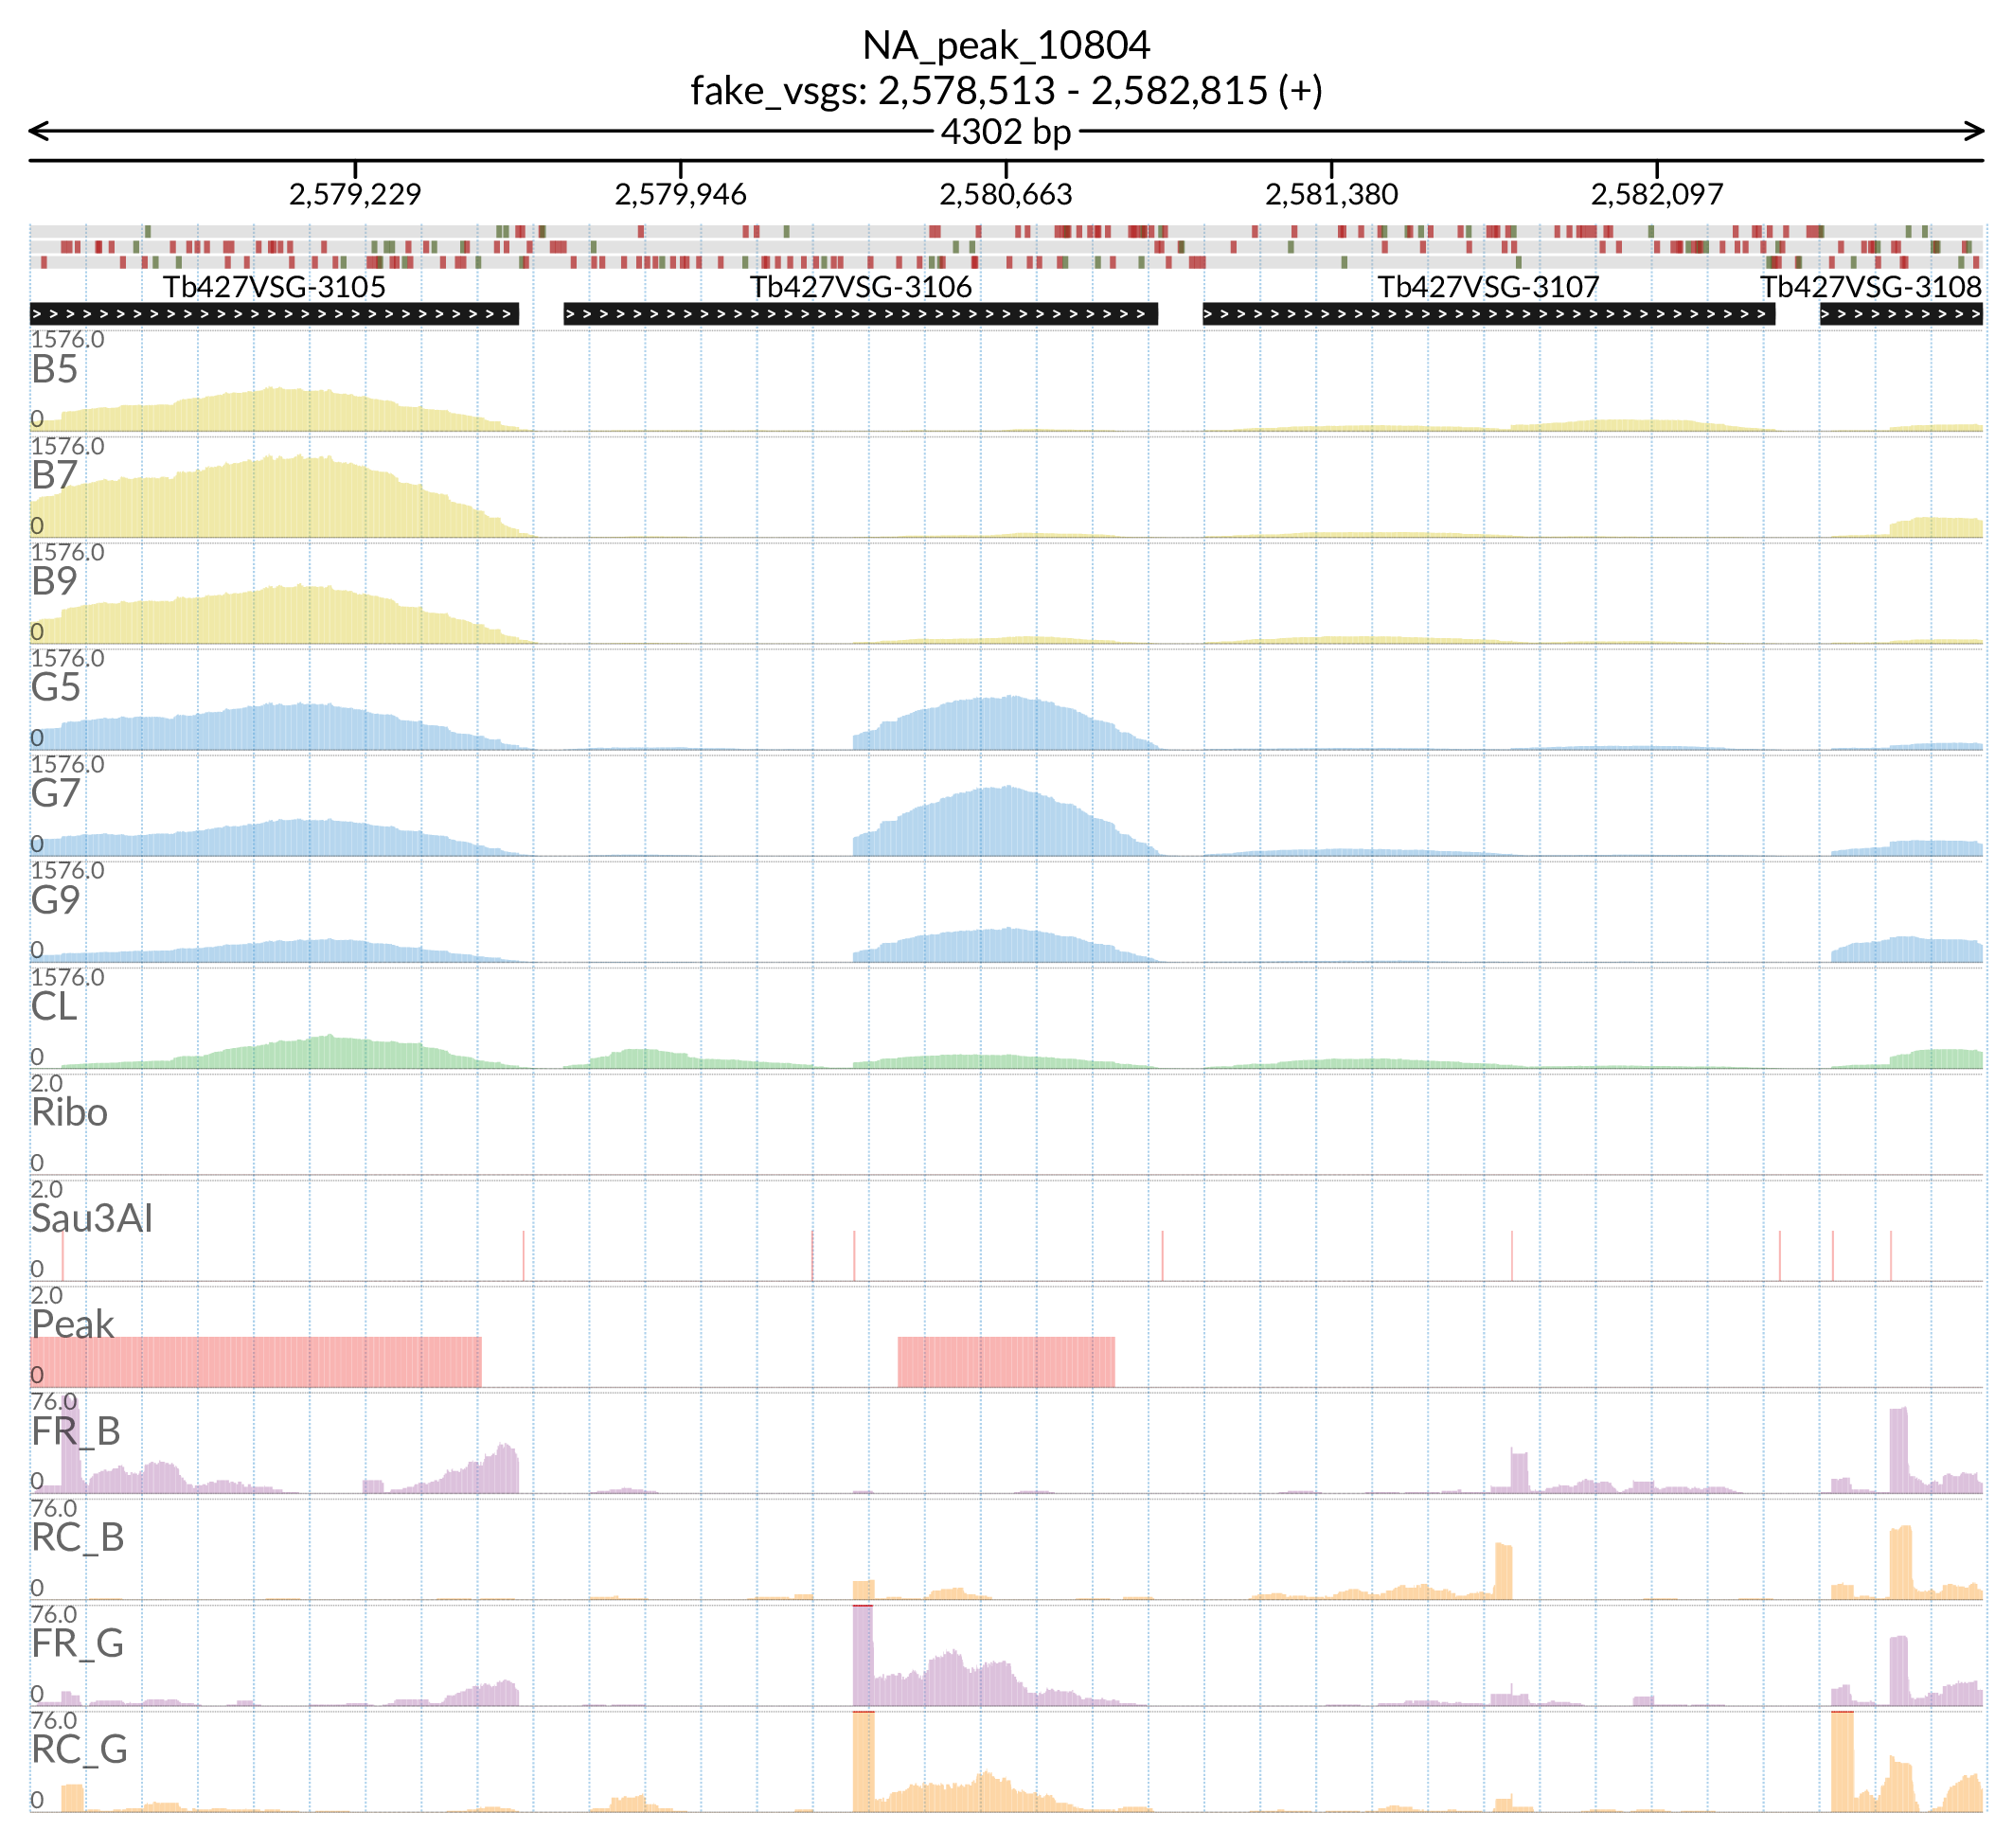 NA_peak_10804
fake_vsgs: 2,578,513 - 2,582,815 (+)
4302 bp
2,579,229 2,579,946 2,580,663 2,581,380 2,582,097
Tb427VSG-3105 Tb427VSG-3106 Tb427VSG-3107 Tb427VSG-3108
1576.0
B5
0
1576.0
B7
0
1576.0
B9
0
1576.0
G5
0
1576.0
G7
0
1576.0
G9
0
1576.0
CL
0
2.0
Ribo
0
2.0
Sau3AI
0
2.0
Peak
0
76.0
FR_B
0
76.0
RC_B
0
76.0
FR_G
0
76.0
RC_G
0